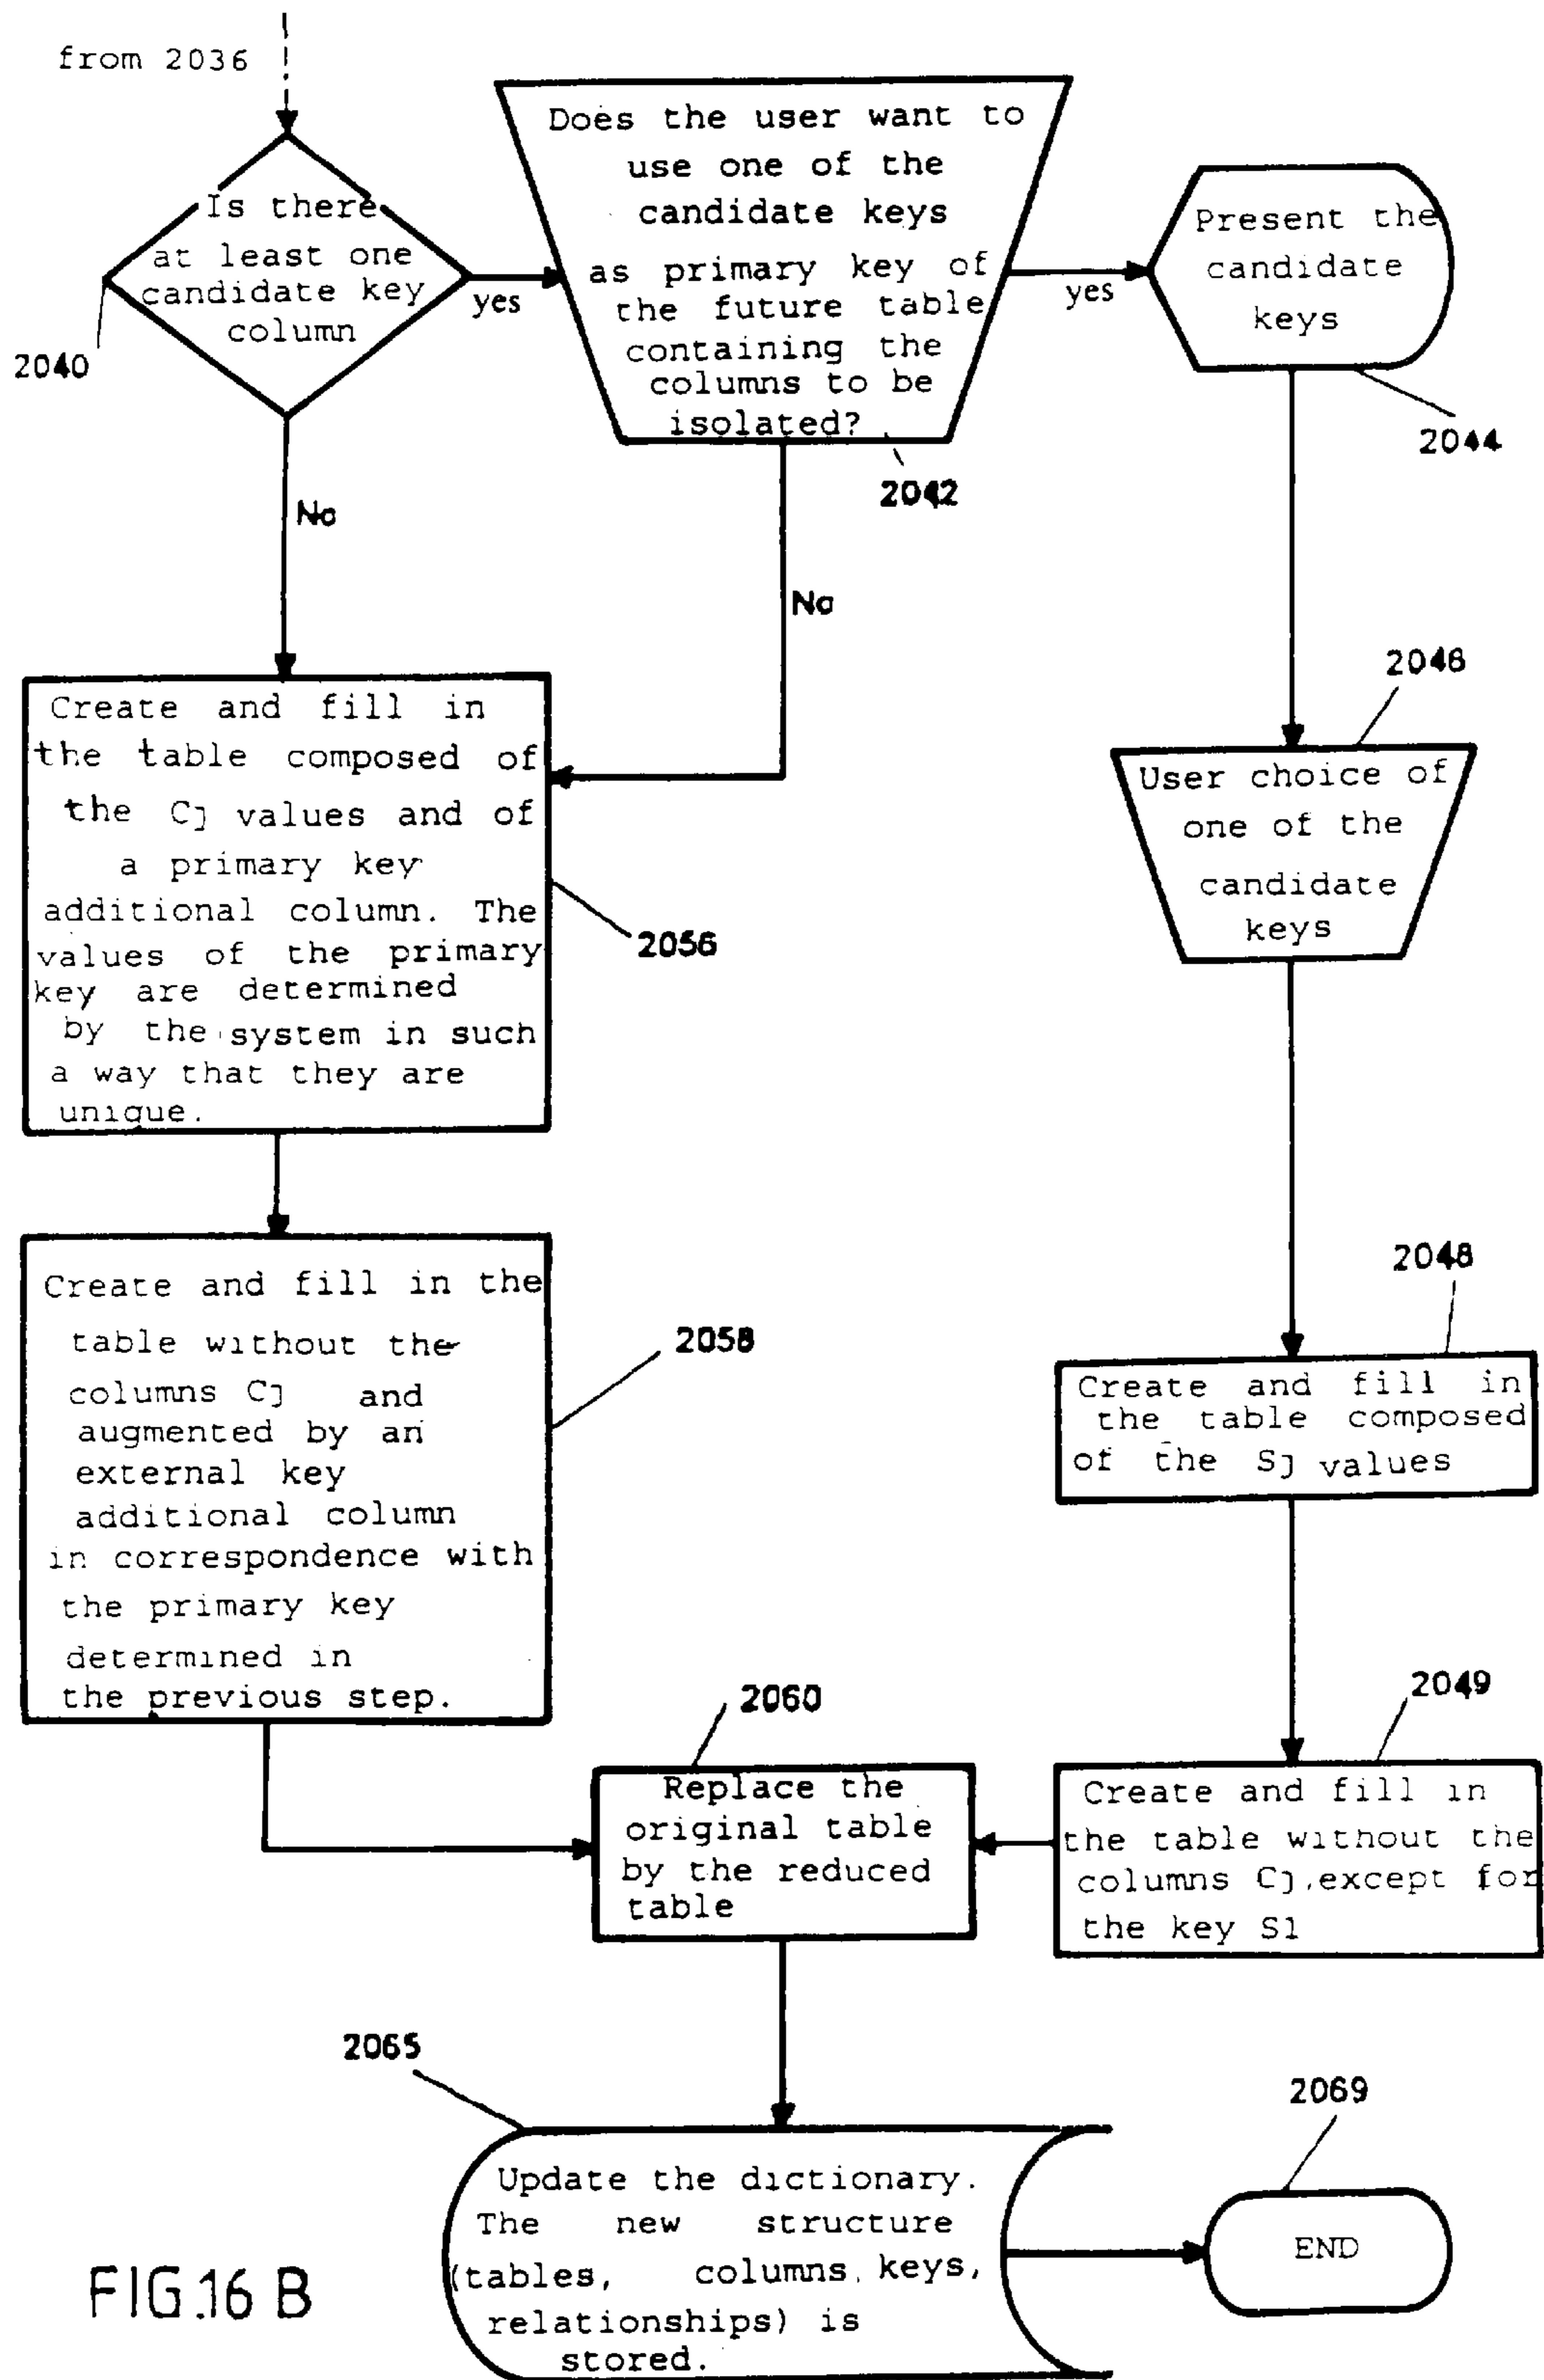 from 2036
Is there
at least one
candidate key
column
2040
yes
No
Does the user want to
use one of the
candidate keys
as primary key of
the future table
containing the
columns to be
isolated?
2042
yes
No
Present the
candidate
keys
2044
2046
User choice of
one of the
candidate
keys
Create and fill in
the table composed of
the Cj values and of
a primary key
additional column. The
values of the primary
key are determined
by the system in such
a way that they are
unique.
2056
2048
Create and fill in
the table composed
of the Sj values
Create and fill in the
table without the
columns Cj and
augmented by an
external key
additional column
in correspondence with
the primary key
determined in
the previous step.
2058
2060
Replace the
original table
by the reduced
table
2049
Create and fill in
the table without the
columns Cj, except for
the key S1
2065
Update the dictionary.
The new structure
(tables, columns, keys,
relationships) is
stored.
2069
END
FIG.16 B